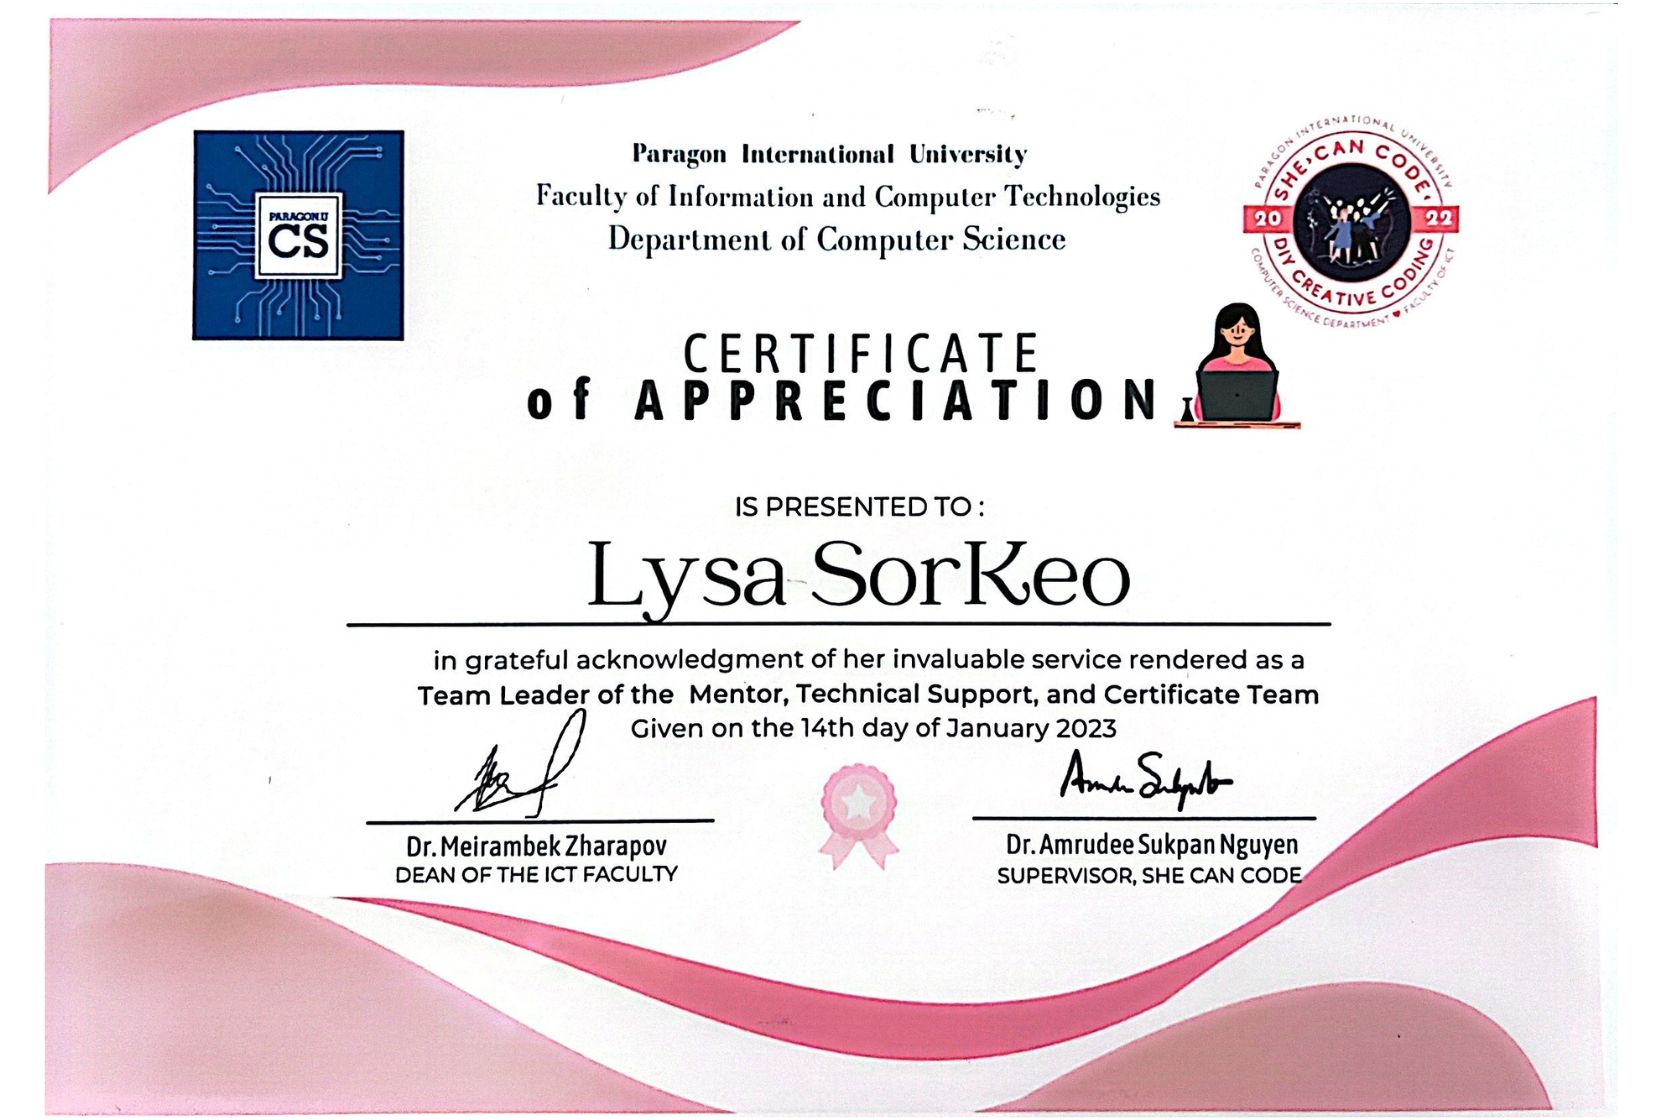 Paragon International University
Faculty of Information and Computer Technologies
Department of Computer Science
PARAGON.U
CS
PARAGON INTERNATIONAL UNIVERSITY
SHE CAN CODE
20 22
DIY CREATIVE CODING
COMPUTER SCIENCE DEPARTMENT ♥ FACULTY OF ICT
CERTIFICATE
of APPRECIATION
IS PRESENTED TO :
Lysa SorKeo
in grateful acknowledgment of her invaluable service rendered as a
Team Leader of the Mentor, Technical Support, and Certificate Team
Given on the 14th day of January 2023
Dr. Meirambek Zharapov
DEAN OF THE ICT FACULTY
Dr. Amrudee Sukpan Nguyen
SUPERVISOR, SHE CAN CODE